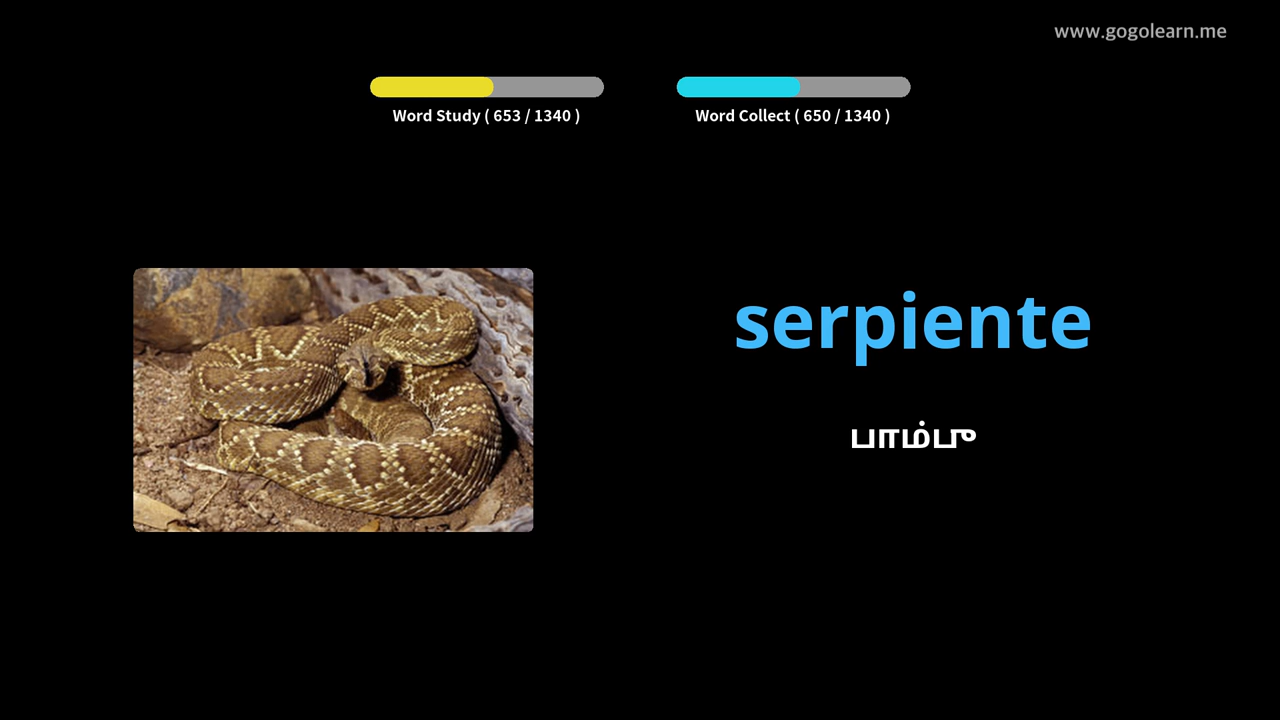 www.gogolearn.me
Word Study ( 653 / 1340 )
Word Collect ( 650 / 1340 )
serpiente
பாம்பு